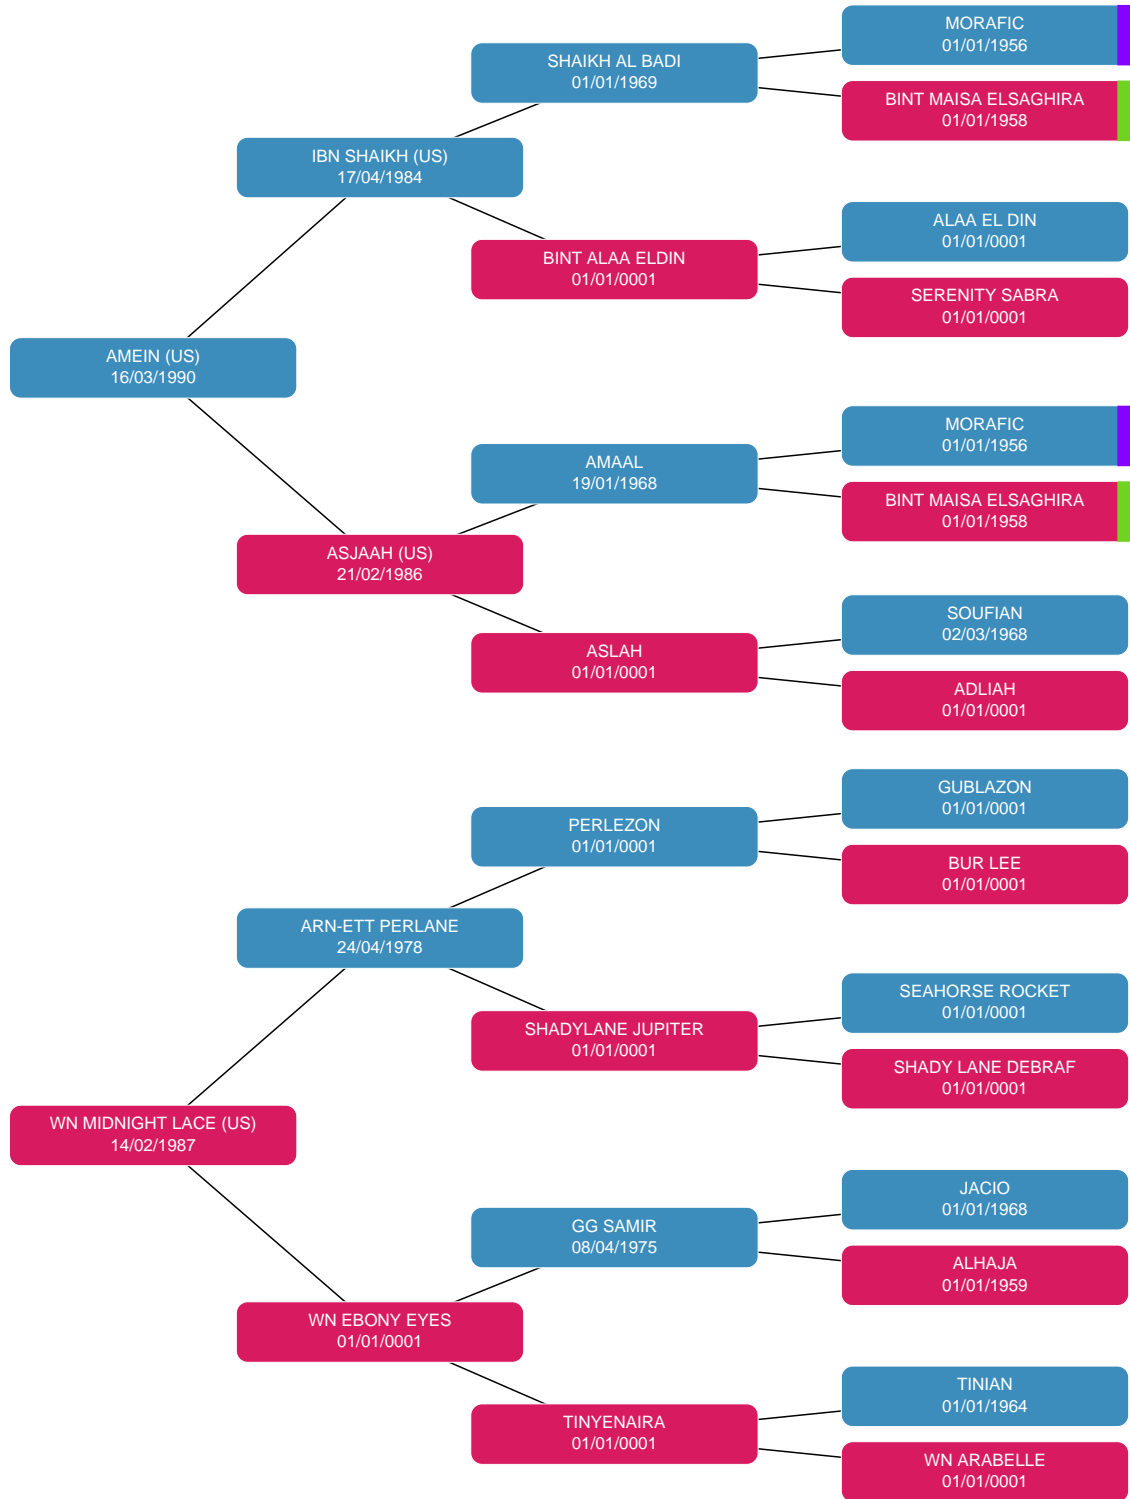 MORAFIC
01/01/1956
SHAIKH AL BADI
01/01/1969
BINT MAISA ELSAGHIRA
01/01/1958
IBN SHAIKH (US)
17/04/1984
ALAA EL DIN
01/01/0001
BINT ALAA ELDIN
01/01/0001
SERENITY SABRA
01/01/0001
AMEIN (US)
16/03/1990
MORAFIC
01/01/1956
AMAAL
19/01/1968
BINT MAISA ELSAGHIRA
01/01/1958
ASJAAH (US)
21/02/1986
SOUFIAN
02/03/1968
ASLAH
01/01/0001
ADLIAH
01/01/0001
GUBLAZON
01/01/0001
PERLEZON
01/01/0001
BUR LEE
01/01/0001
ARN-ETT PERLANE
24/04/1978
SEAHORSE ROCKET
01/01/0001
SHADYLANE JUPITER
01/01/0001
SHADY LANE DEBRAF
01/01/0001
WN MIDNIGHT LACE (US)
14/02/1987
JACIO
01/01/1968
GG SAMIR
08/04/1975
ALHAJA
01/01/1959
WN EBONY EYES
01/01/0001
TINIAN
01/01/1964
TINYENAIRA
01/01/0001
WN ARABELLE
01/01/0001